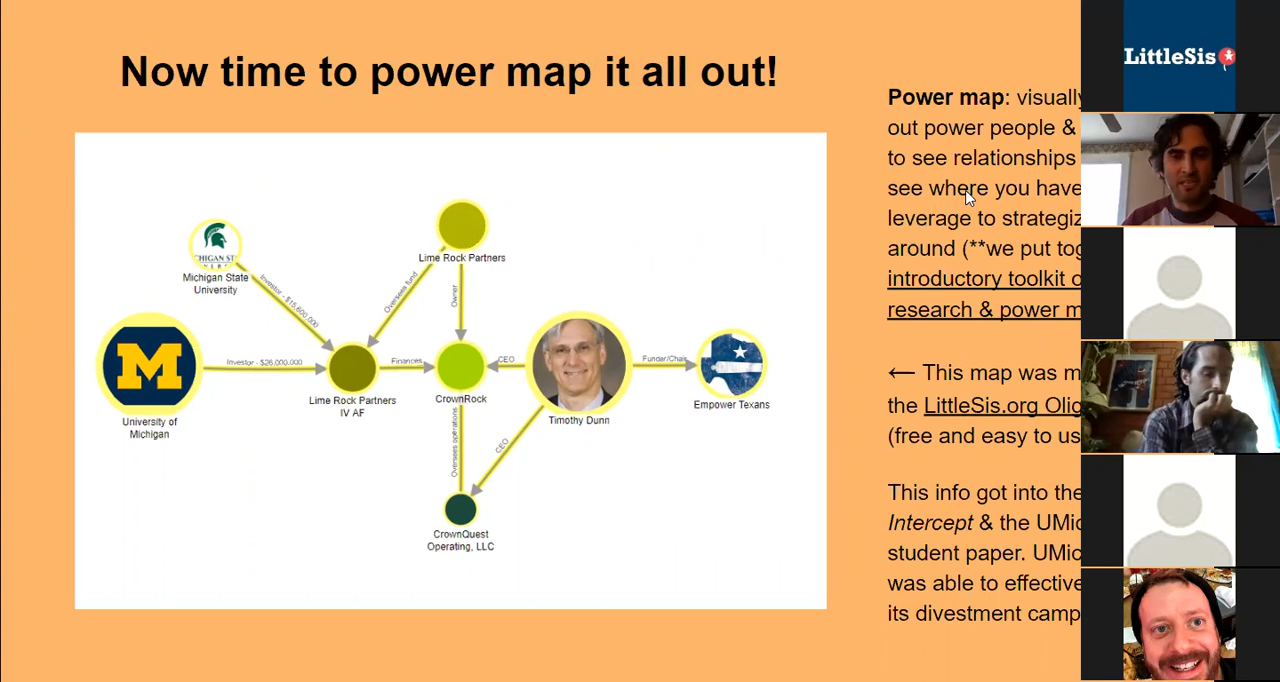 Now time to power map it all out!
LittleSis
Power map: visually
out power people &
to see relationships
see where you have
leverage to strategiz
around (**we put tog
introductory toolkit o
research & power m
← This map was m
the LittleSis.org Olig
(free and easy to us
This info got into the
Intercept & the UMic
student paper. UMic
was able to effective
its divestment camp
Michigan State
University
Investor - $15,600,000
Lime Rock Partners
Oversees fund
Owner
M
University of
Michigan
Investor - $26,000,000
Lime Rock Partners
IV AF
Finances
CrownRock
CEO
Timothy Dunn
Funder/Chair
Empower Texans
Oversees operations
CEO
CrownQuest
Operating, LLC